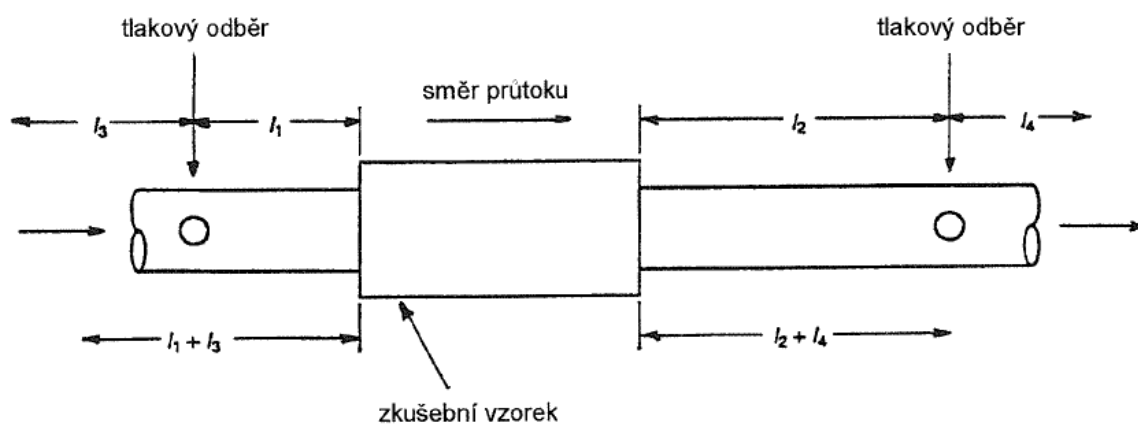 tlakový odběr
tlakový odběr
směr průtoku
l₃
l₁
l₂
l₄
l₁ + l₃
l₂ + l₄
zkušební vzorek